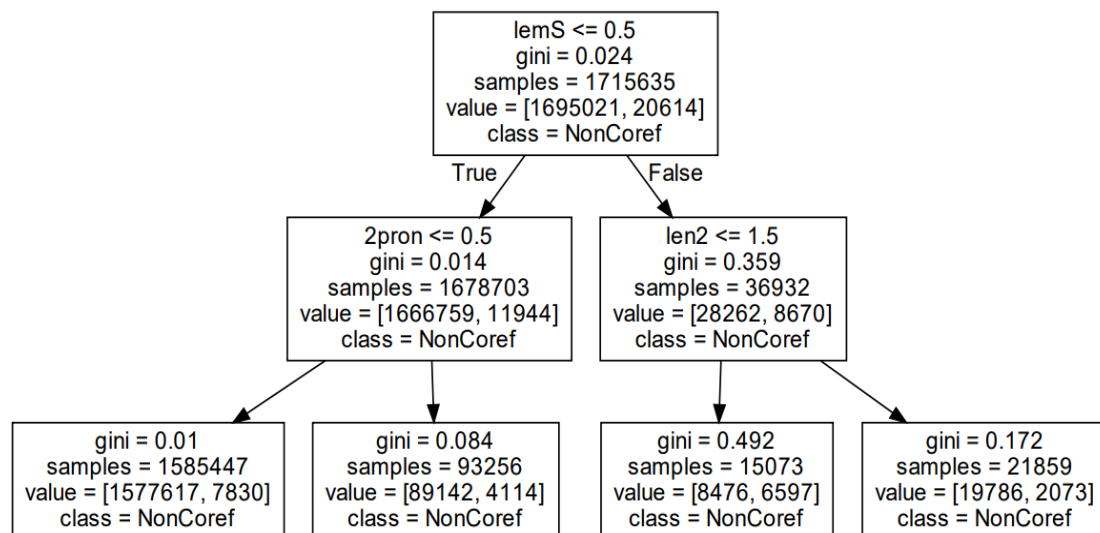 lemS <= 0.5
gini = 0.024
samples = 1715635
value = [1695021, 20614]
class = NonCoref
True
False
2pron <= 0.5
gini = 0.014
samples = 1678703
value = [1666759, 11944]
class = NonCoref
len2 <= 1.5
gini = 0.359
samples = 36932
value = [28262, 8670]
class = NonCoref
gini = 0.01
samples = 1585447
value = [1577617, 7830]
class = NonCoref
gini = 0.084
samples = 93256
value = [89142, 4114]
class = NonCoref
gini = 0.492
samples = 15073
value = [8476, 6597]
class = NonCoref
gini = 0.172
samples = 21859
value = [19786, 2073]
class = NonCoref